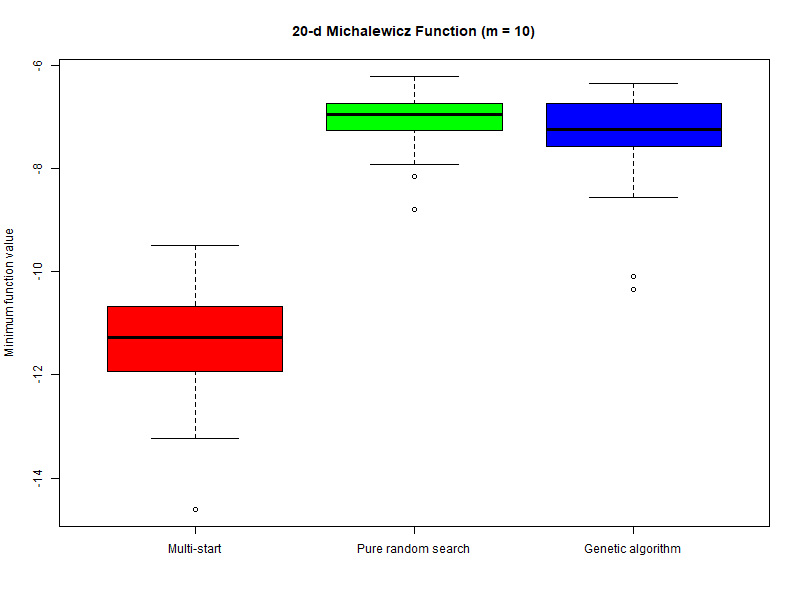 20-d Michalewicz Function (m = 10)
Minimum function value
-6
-8
-10
-12
-14
Multi-start
Pure random search
Genetic algorithm